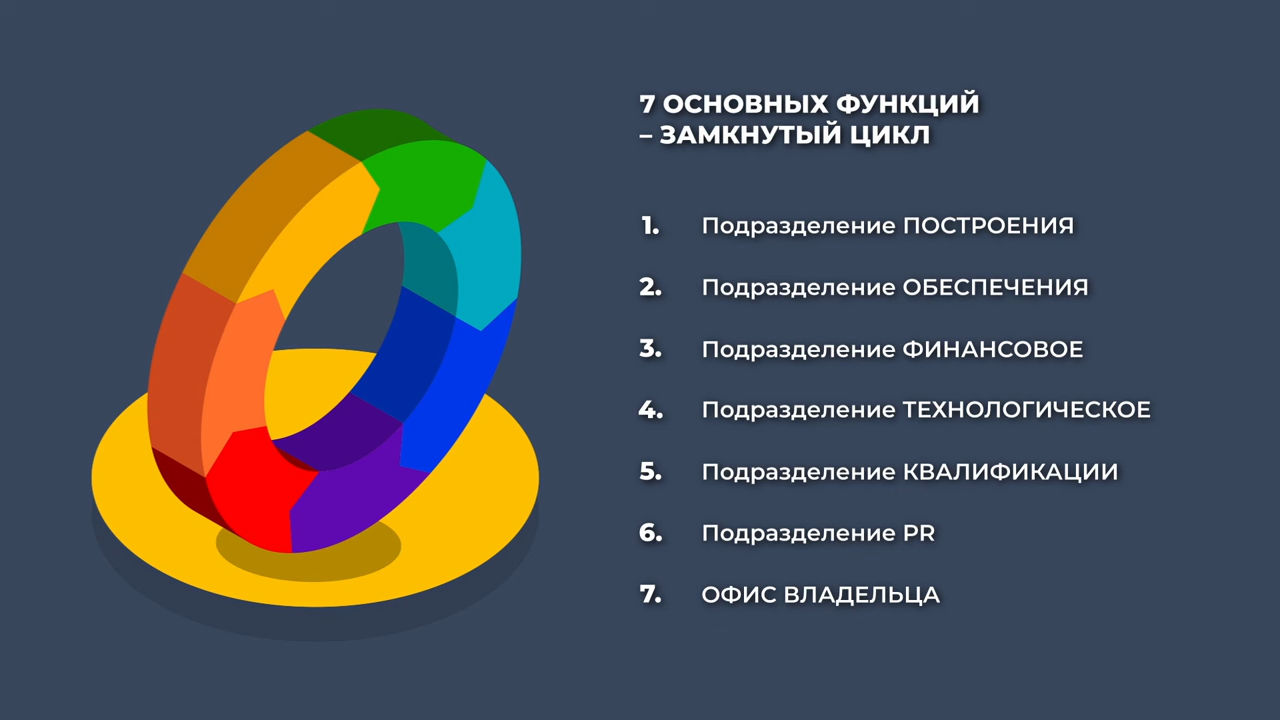 7 ОСНОВНЫХ ФУНКЦИЙ
– ЗАМКНУТЫЙ ЦИКЛ
1. Подразделение ПОСТРОЕНИЯ
2. Подразделение ОБЕСПЕЧЕНИЯ
3. Подразделение ФИНАНСОВОЕ
4. Подразделение ТЕХНОЛОГИЧЕСКОЕ
5. Подразделение КВАЛИФИКАЦИИ
6. Подразделение PR
7. ОФИС ВЛАДЕЛЬЦА